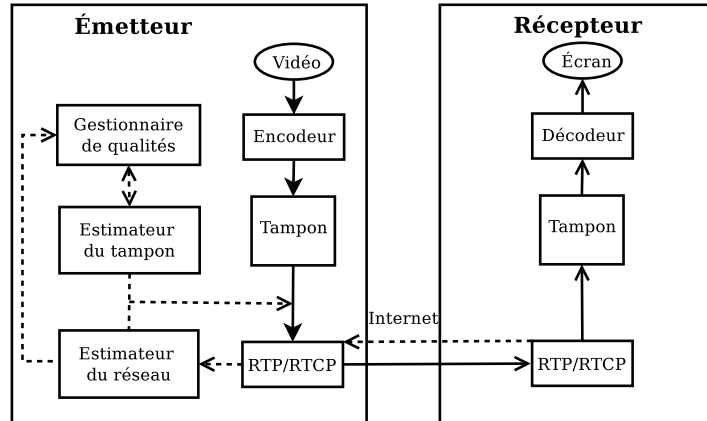 Émetteur
Vidéo
Encodeur
Gestionnaire
de qualités
Tampon
Estimateur
du tampon
Estimateur
du réseau
RTP/RTCP
Internet
Récepteur
Écran
Décodeur
Tampon
RTP/RTCP